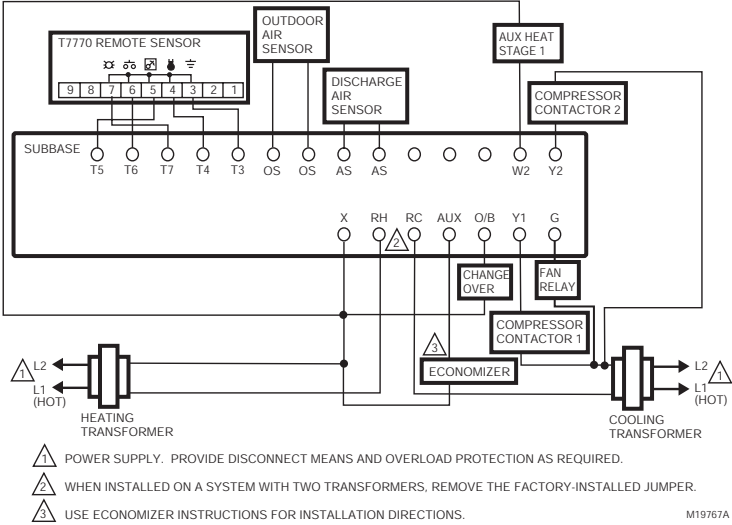 OUTDOOR
AIR
SENSOR
AUX HEAT
STAGE 1
T7770 REMOTE SENSOR
9 8 7 6 5 4 3 2 1
DISCHARGE
AIR
SENSOR
COMPRESSOR
CONTACTOR 2
SUBBASE
T5 T6 T7 T4 T3 OS OS AS AS W2 Y2
X RH RC AUX O/B Y1 G
2
CHANGE
OVER
FAN
RELAY
COMPRESSOR
CONTACTOR 1
3
ECONOMIZER
1
L2
L1
(HOT)
HEATING
TRANSFORMER
L2
1
L1
(HOT)
COOLING
TRANSFORMER
1 POWER SUPPLY. PROVIDE DISCONNECT MEANS AND OVERLOAD PROTECTION AS REQUIRED.
2 WHEN INSTALLED ON A SYSTEM WITH TWO TRANSFORMERS, REMOVE THE FACTORY-INSTALLED JUMPER.
3 USE ECONOMIZER INSTRUCTIONS FOR INSTALLATION DIRECTIONS.
M19767A